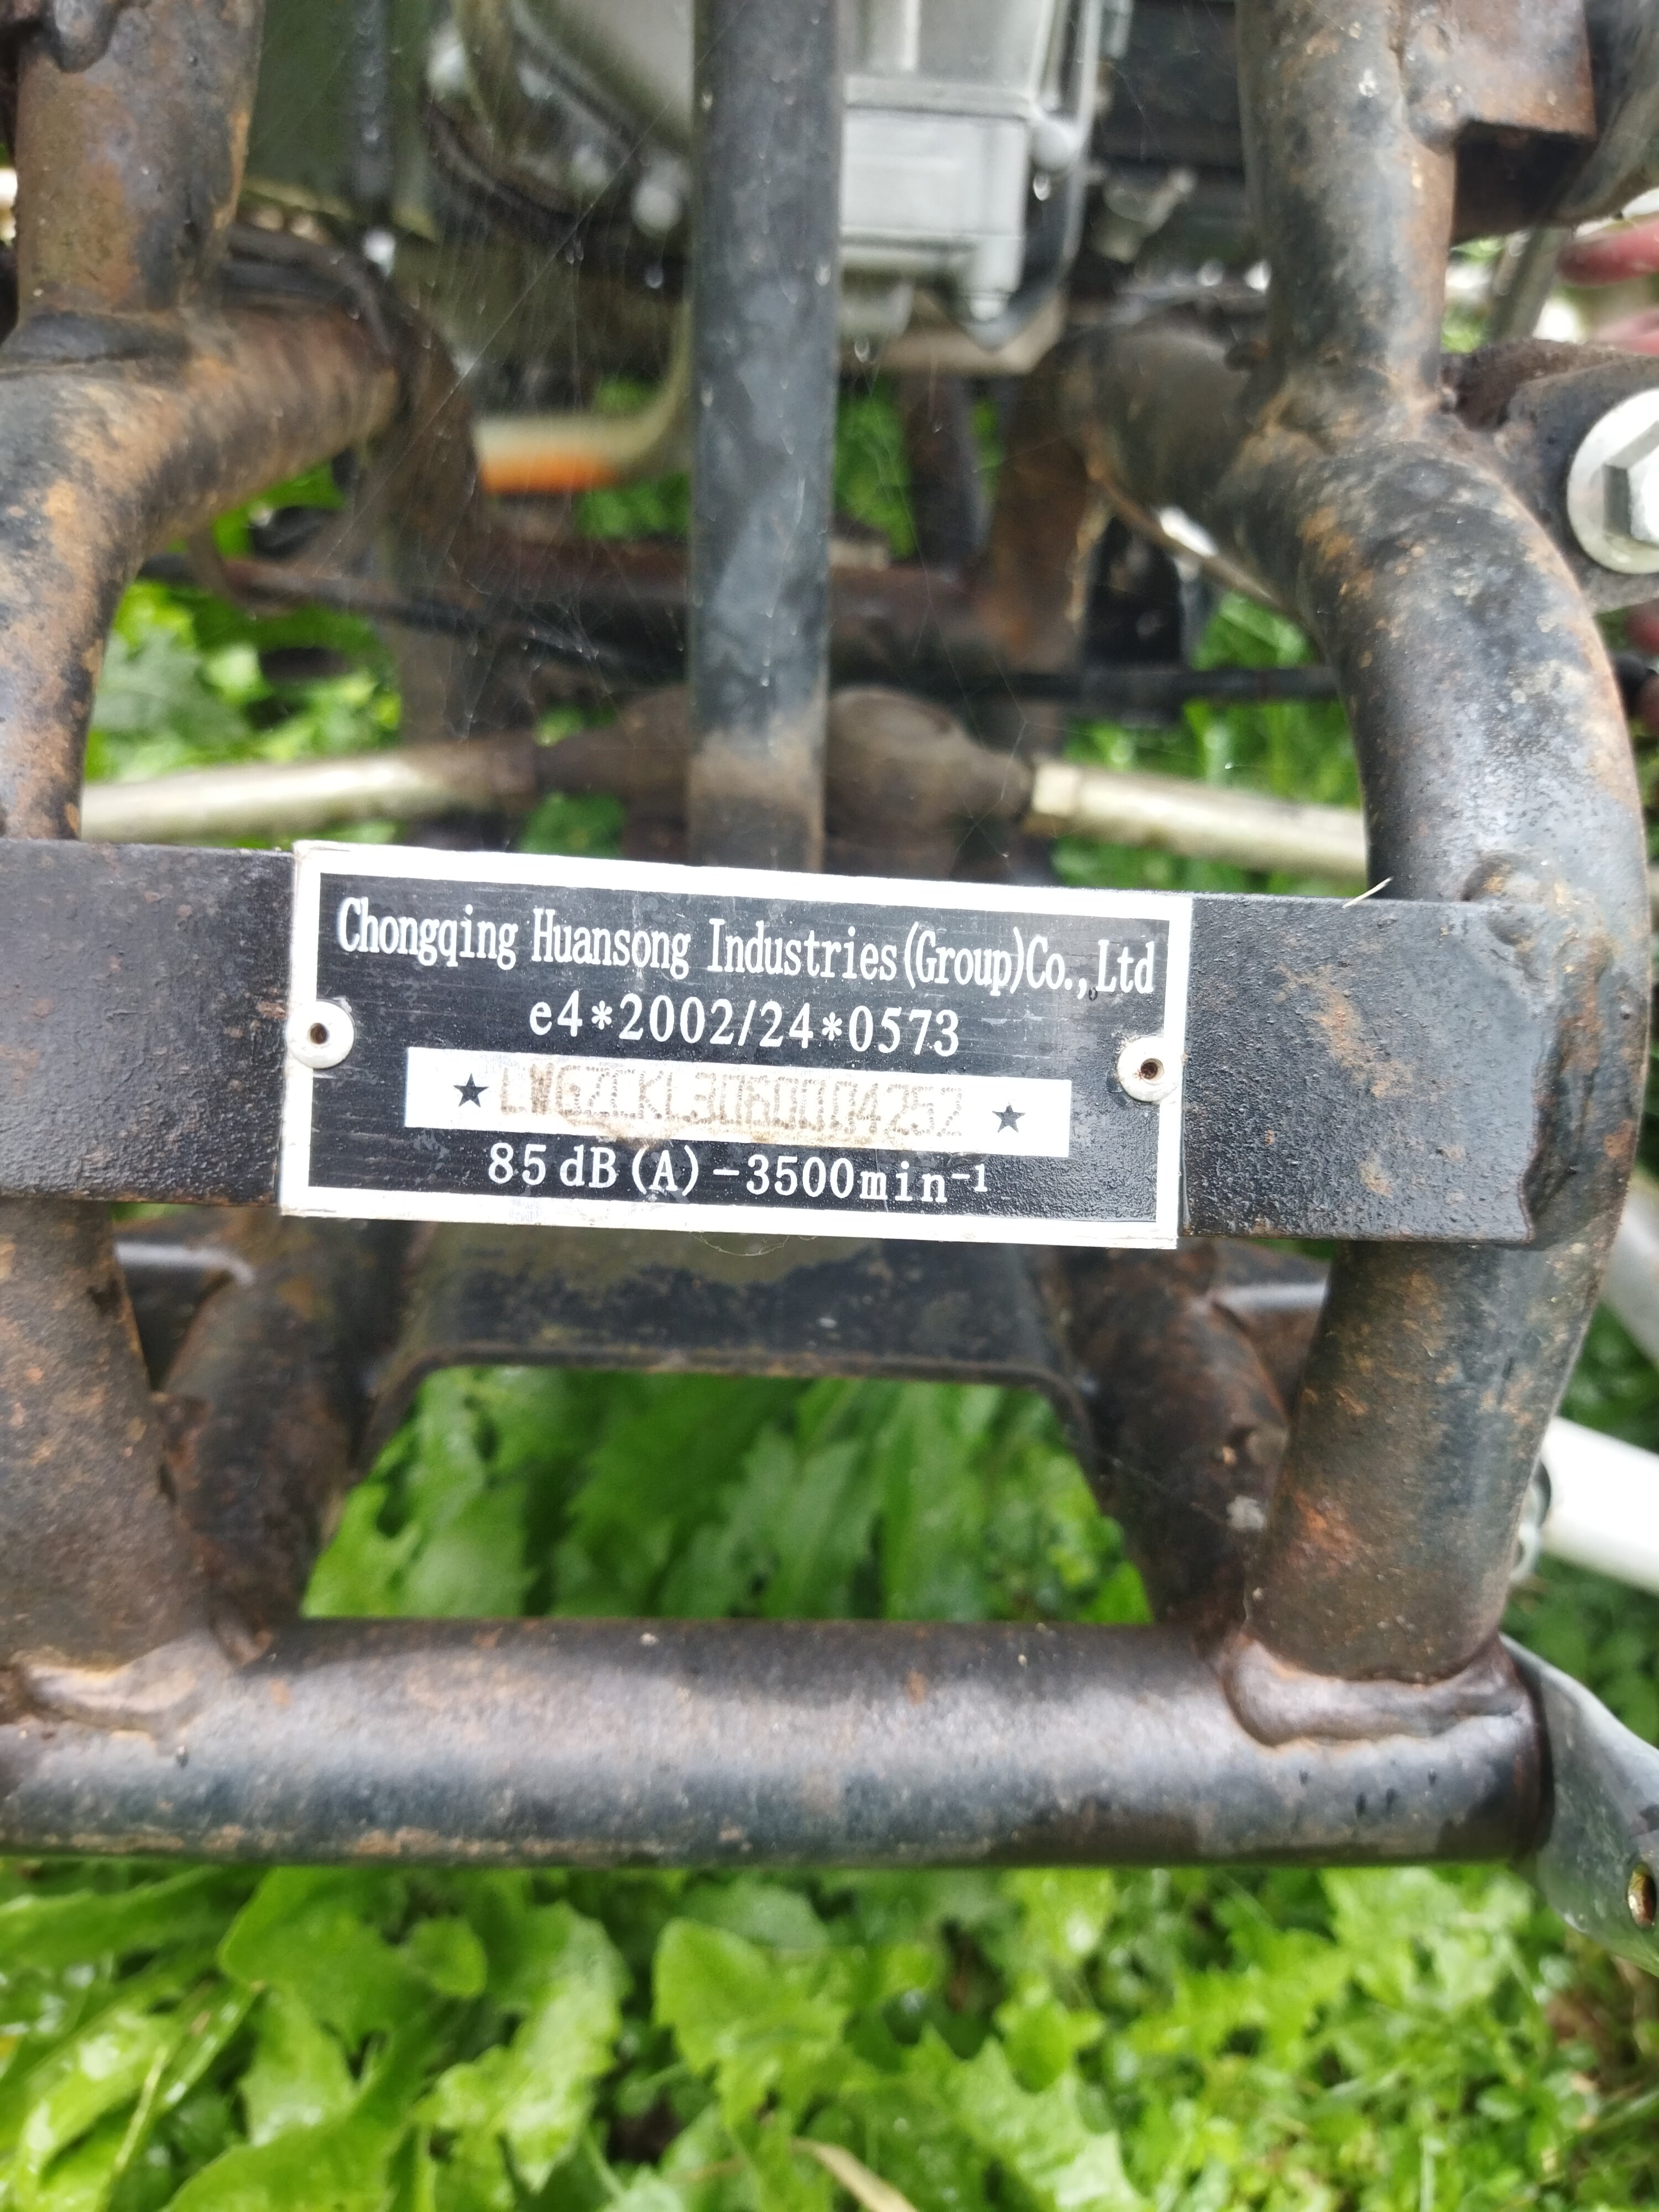 Chongqing Huansong Industries(Group)Co.,Ltd
e4*2002/24*0573
85dB(A)-3500min⁻¹